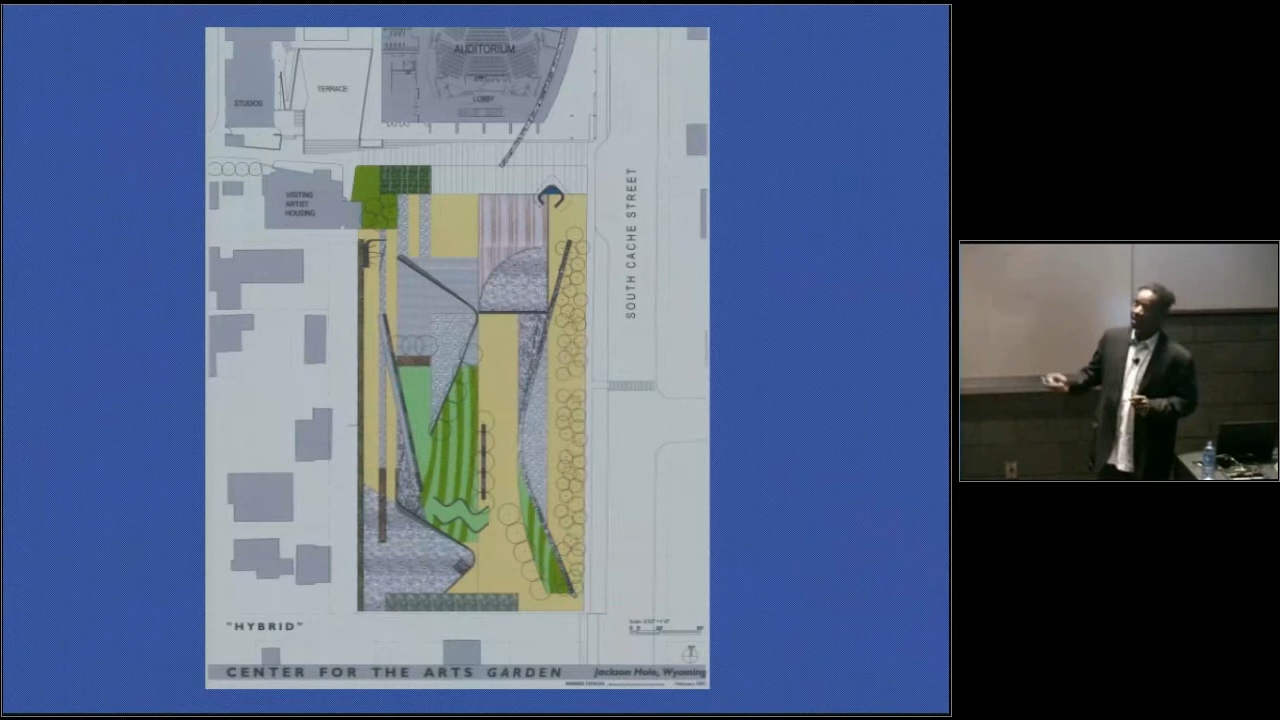 AUDITORIUM
TERRACE
LOBBY
STUDIOS
VISITING
ARTIST
HOUSING
SOUTH CACHE STREET
"HYBRID"
CENTER FOR THE ARTS GARDEN
Jackson Hole, Wyoming